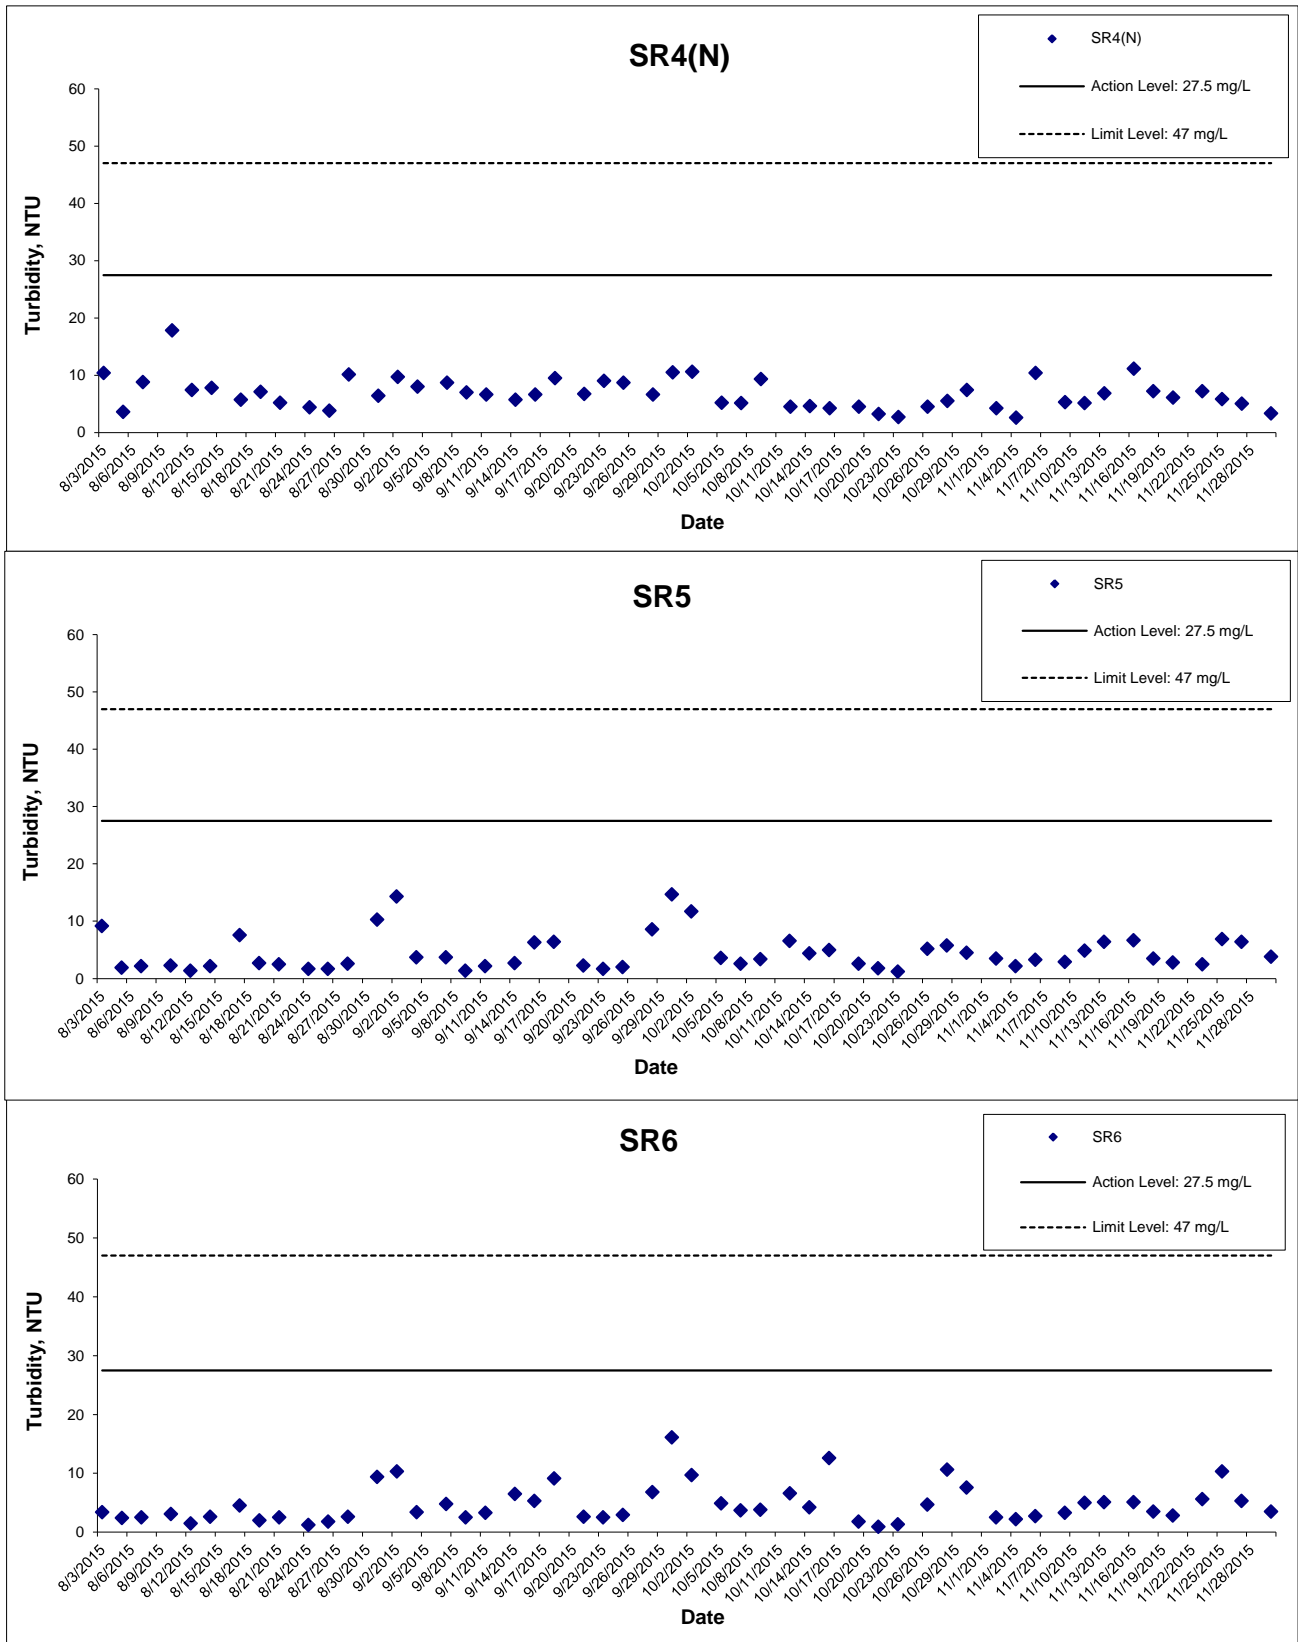 SR4(N)
SR4(N)
Action Level: 27.5 mg/L
Limit Level: 47 mg/L
Turbidity, NTU
60
50
40
30
20
10
0
8/3/2015 8/6/2015 8/9/2015 8/12/2015 8/15/2015 8/18/2015 8/21/2015 8/24/2015 8/27/2015 8/30/2015 9/2/2015 9/5/2015 9/8/2015 9/11/2015 9/14/2015 9/17/2015 9/20/2015 9/23/2015 9/26/2015 9/29/2015 10/2/2015 10/5/2015 10/8/2015 10/11/2015 10/14/2015 10/17/2015 10/20/2015 10/23/2015 10/26/2015 10/29/2015 11/1/2015 11/4/2015 11/7/2015 11/10/2015 11/13/2015 11/16/2015 11/19/2015 11/22/2015 11/25/2015 11/28/2015
Date
SR5
SR5
Action Level: 27.5 mg/L
Limit Level: 47 mg/L
Turbidity, NTU
60
50
40
30
20
10
0
8/3/2015 8/6/2015 8/9/2015 8/12/2015 8/15/2015 8/18/2015 8/21/2015 8/24/2015 8/27/2015 8/30/2015 9/2/2015 9/5/2015 9/8/2015 9/11/2015 9/14/2015 9/17/2015 9/20/2015 9/23/2015 9/26/2015 9/29/2015 10/2/2015 10/5/2015 10/8/2015 10/11/2015 10/14/2015 10/17/2015 10/20/2015 10/23/2015 10/26/2015 10/29/2015 11/1/2015 11/4/2015 11/7/2015 11/10/2015 11/13/2015 11/16/2015 11/19/2015 11/22/2015 11/25/2015 11/28/2015
Date
SR6
SR6
Action Level: 27.5 mg/L
Limit Level: 47 mg/L
Turbidity, NTU
60
50
40
30
20
10
0
8/3/2015 8/6/2015 8/9/2015 8/12/2015 8/15/2015 8/18/2015 8/21/2015 8/24/2015 8/27/2015 8/30/2015 9/2/2015 9/5/2015 9/8/2015 9/11/2015 9/14/2015 9/17/2015 9/20/2015 9/23/2015 9/26/2015 9/29/2015 10/2/2015 10/5/2015 10/8/2015 10/11/2015 10/14/2015 10/17/2015 10/20/2015 10/23/2015 10/26/2015 10/29/2015 11/1/2015 11/4/2015 11/7/2015 11/10/2015 11/13/2015 11/16/2015 11/19/2015 11/22/2015 11/25/2015 11/28/2015
Date